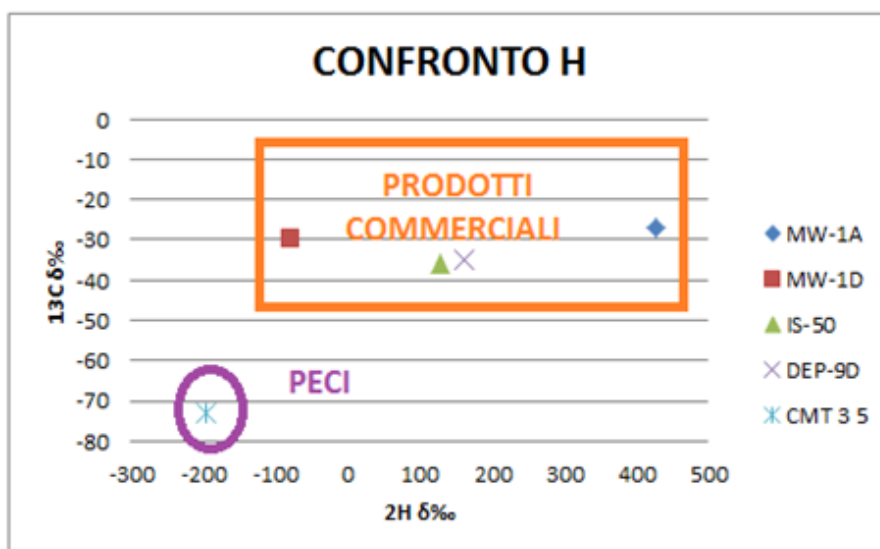 CONFRONTO H
0
-10
-20
-30
-40
-50
-60
-70
-80
13C δ‰
PRODOTTI
COMMERCIALI
PECI
-300
-200
-100
0
100
200
300
400
500
2H δ‰
MW-1A
MW-1D
IS-50
DEP-9D
CMT 3 5